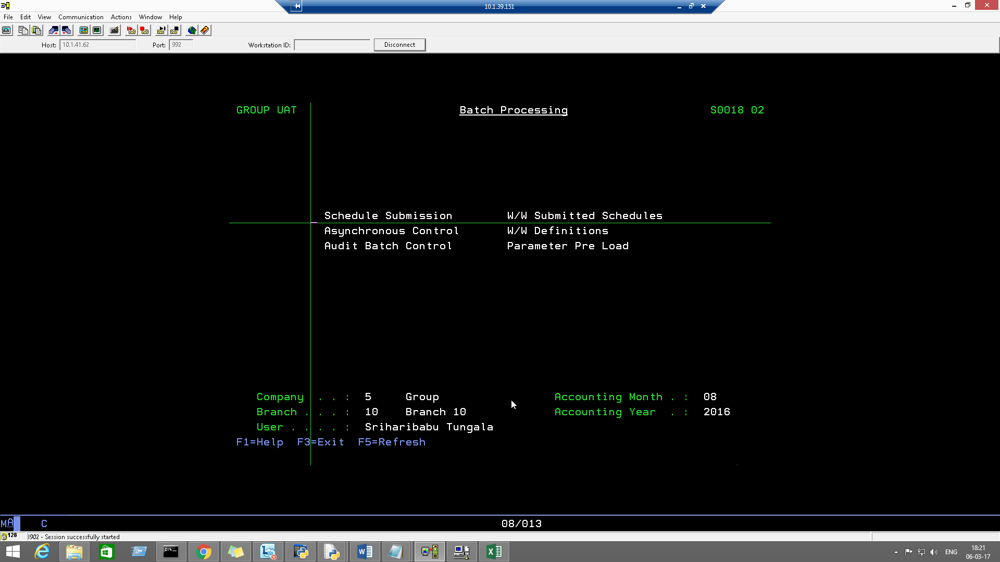 10.1.39.151
File Edit View Communication Actions Window Help
Host: 10.1.41.62 Port: 992 Workstation ID: Disconnect
GROUP UAT Batch Processing S0018 02
Schedule Submission W/W Submitted Schedules
Asynchronous Control W/W Definitions
Audit Batch Control Parameter Pre Load
Company . . : 5 Group Accounting Month . : 08
Branch . . . : 10 Branch 10 Accounting Year . : 2016
User . . . . : Sriharibabu Tungala
F1=Help F3=Exit F5=Refresh
MA C 08/013
128 I902 - Session successfully started
ENG 18:21
06-03-17